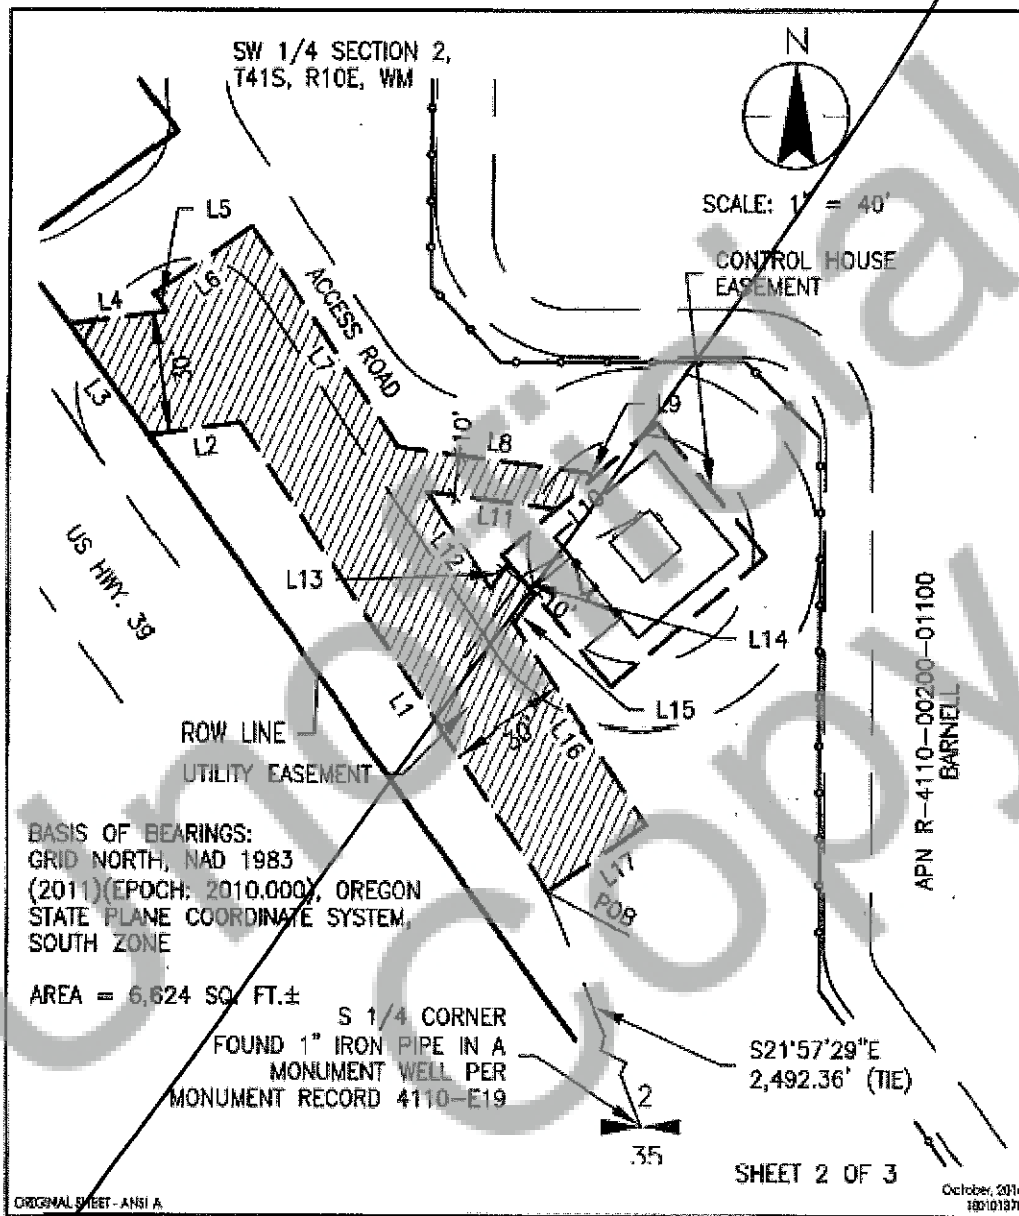 SW 1/4 SECTION 2,
T41S, R10E, WM
N
SCALE: 1" = 40'
CONTROL HOUSE
EASEMENT
ACCESS ROAD
L5
L6
L4
L7
L3
30'
L2
10'
L8
L9
L10
L11
L12
L13
10'
L14
L15
US HWY. 39
L1
50'
L16
ROW LINE
UTILITY EASEMENT
APN R-4110-00200-01100
BARNELL
L17
POB
BASIS OF BEARINGS:
GRID NORTH, NAD 1983
(2011)(EPOCH: 2010.000), OREGON
STATE PLANE COORDINATE SYSTEM,
SOUTH ZONE
AREA = 6,624 SQ. FT.±
S 1/4 CORNER
FOUND 1" IRON PIPE IN A
MONUMENT WELL PER
MONUMENT RECORD 4110-E19
S21°57'29"E
2,492.36' (TIE)
2
35
SHEET 2 OF 3
ORIGINAL SHEET - ANSI A
October,
Unofficial
Copy